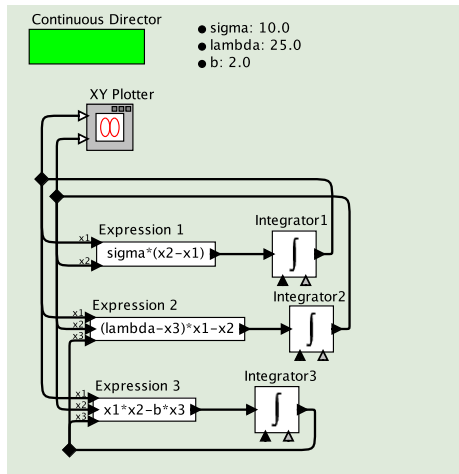 Continuous Director
sigma: 10.0
lambda: 25.0
b: 2.0
XY Plotter
Expression 1
x1
x2
sigma*(x2-x1)
Integrator1
∫
Expression 2
x1
x2
x3
(lambda-x3)*x1-x2
Integrator2
∫
Expression 3
x1
x2
x3
x1*x2-b*x3
Integrator3
∫